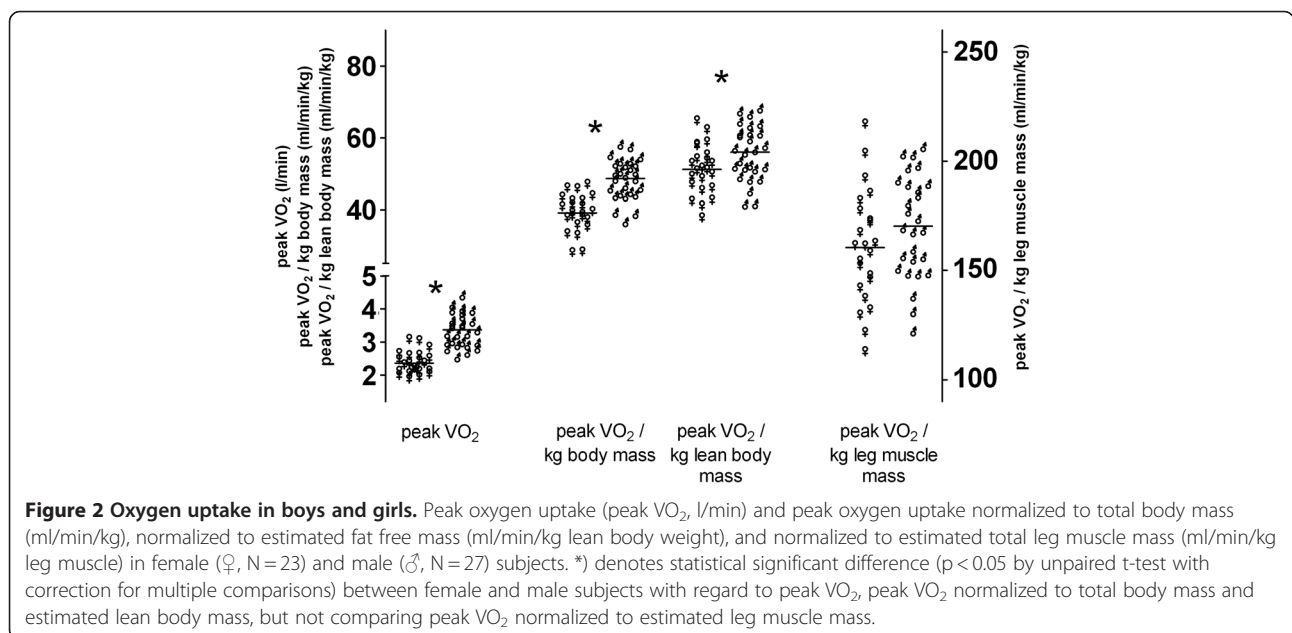 peak VO2 (l/min)
peak VO2 / kg body mass (ml/min/kg)
peak VO2 / kg lean body mass (ml/min/kg)
80
60
40
5
4
3
2
*
*
*
250
200
150
100
peak VO2 / kg leg muscle mass (ml/min/kg)
peak VO2
peak VO2 /
kg body mass
peak VO2 /
kg lean body
mass
peak VO2 /
kg leg muscle
mass
Figure 2 Oxygen uptake in boys and girls. Peak oxygen uptake (peak VO2, l/min) and peak oxygen uptake normalized to total body mass
(ml/min/kg), normalized to estimated fat free mass (ml/min/kg lean body weight), and normalized to estimated total leg muscle mass (ml/min/kg
leg muscle) in female (♀, N = 23) and male (♂, N = 27) subjects. *) denotes statistical significant difference (p < 0.05 by unpaired t-test with
correction for multiple comparisons) between female and male subjects with regard to peak VO2, peak VO2 normalized to total body mass and
estimated lean body mass, but not comparing peak VO2 normalized to estimated leg muscle mass.